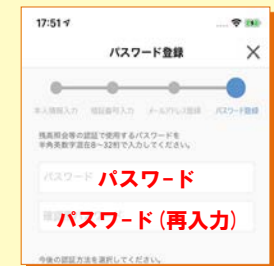 17:51
パスワード登録
本人情報入力 暗証番号入力 メールアドレス登録 パスワード登録
残高照会等の認証で使用するパスワードを
半角英数字混在8~32桁で入力してください。
パスワード
パスワード
パスワード(再入力)
今後の認証方法を選択してください。